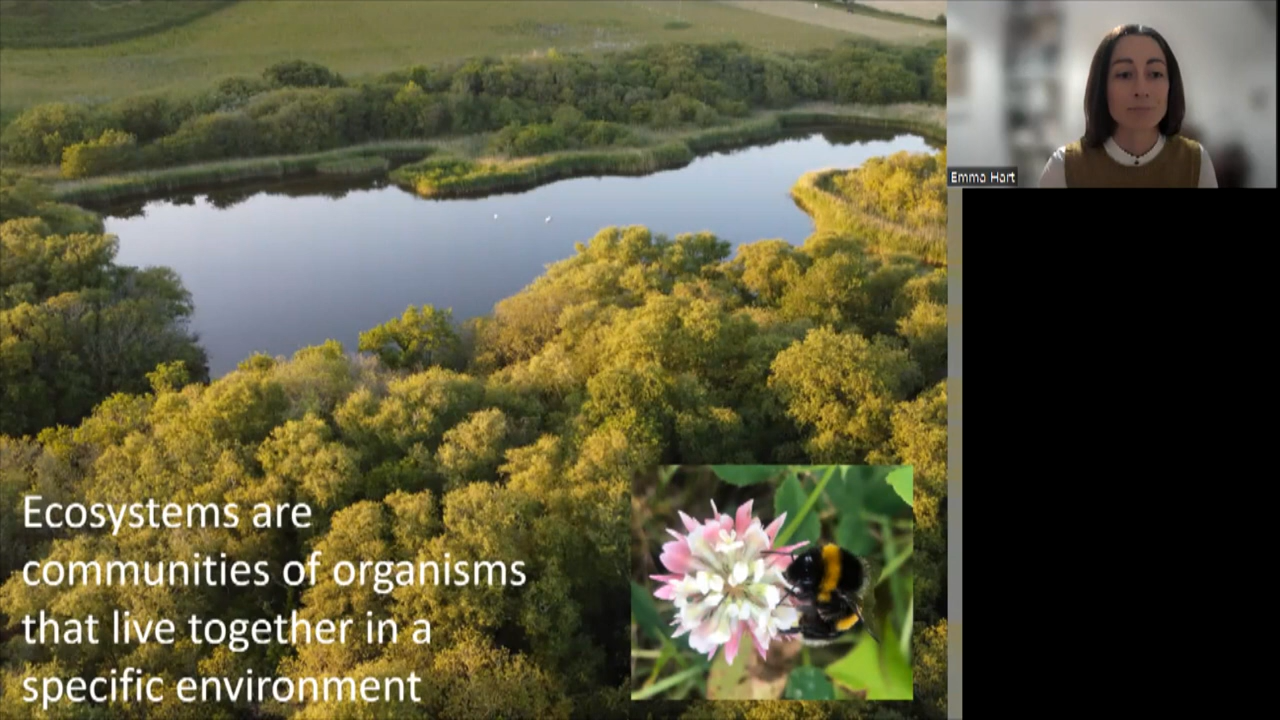 Emma Hart
Ecosystems are
communities of organisms
that live together in a
specific environment